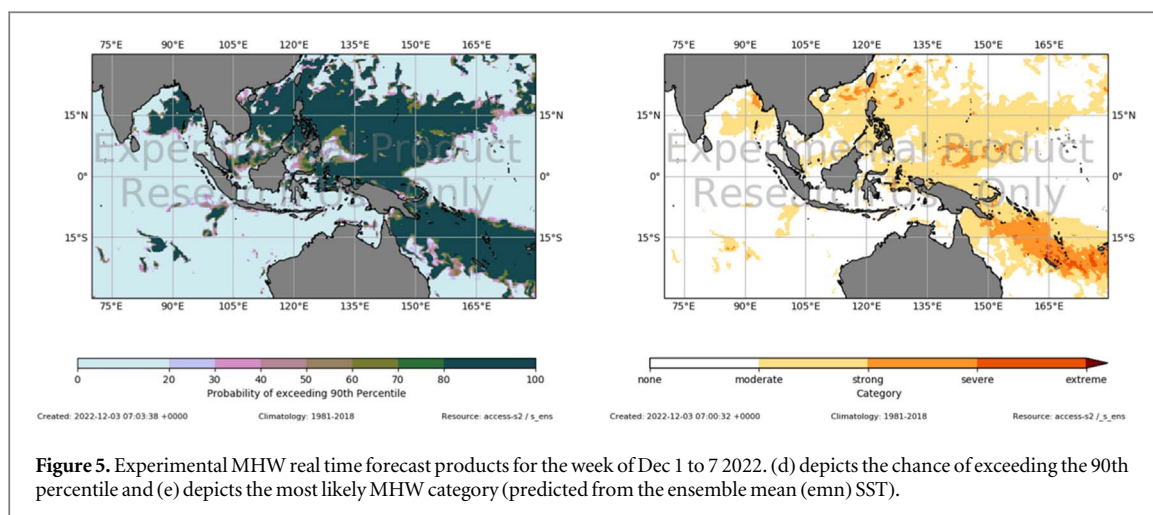 75°E 90°E 105°E 120°E 135°E 150°E 165°E
15°N
0°
15°S
Experimental Product
Research Use Only
15°N
0°
15°S
75°E 90°E 105°E 120°E 135°E 150°E 165°E
0 20 30 40 50 60 70 80 100
Probability of exceeding 90th Percentile
Created: 2022-12-03 07:03:38 +0000 Climatology: 1981-2018 Resource: access-s2 / s_ens
75°E 90°E 105°E 120°E 135°E 150°E 165°E
15°N
0°
15°S
Experimental Product
Research Use Only
15°N
0°
15°S
75°E 90°E 105°E 120°E 135°E 150°E 165°E
none moderate strong severe extreme
Category
Created: 2022-12-03 07:00:32 +0000 Climatology: 1981-2018 Resource: access-s2 /_s_ens
Figure 5. Experimental MHW real time forecast products for the week of Dec 1 to 7 2022. (d) depicts the chance of exceeding the 90th
percentile and (e) depicts the most likely MHW category (predicted from the ensemble mean (emn) SST).